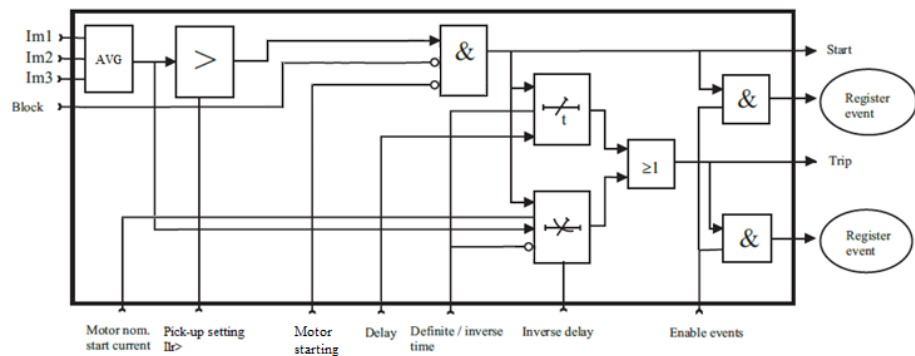 Im1
Im2
Im3
Block
AVG
>
&
t
≥1
&
&
Start
Register
event
Trip
Register
event
Motor nom.
start current
Pick-up setting
Ilr>
Motor
starting
Delay
Definite / inverse
time
Inverse delay
Enable events